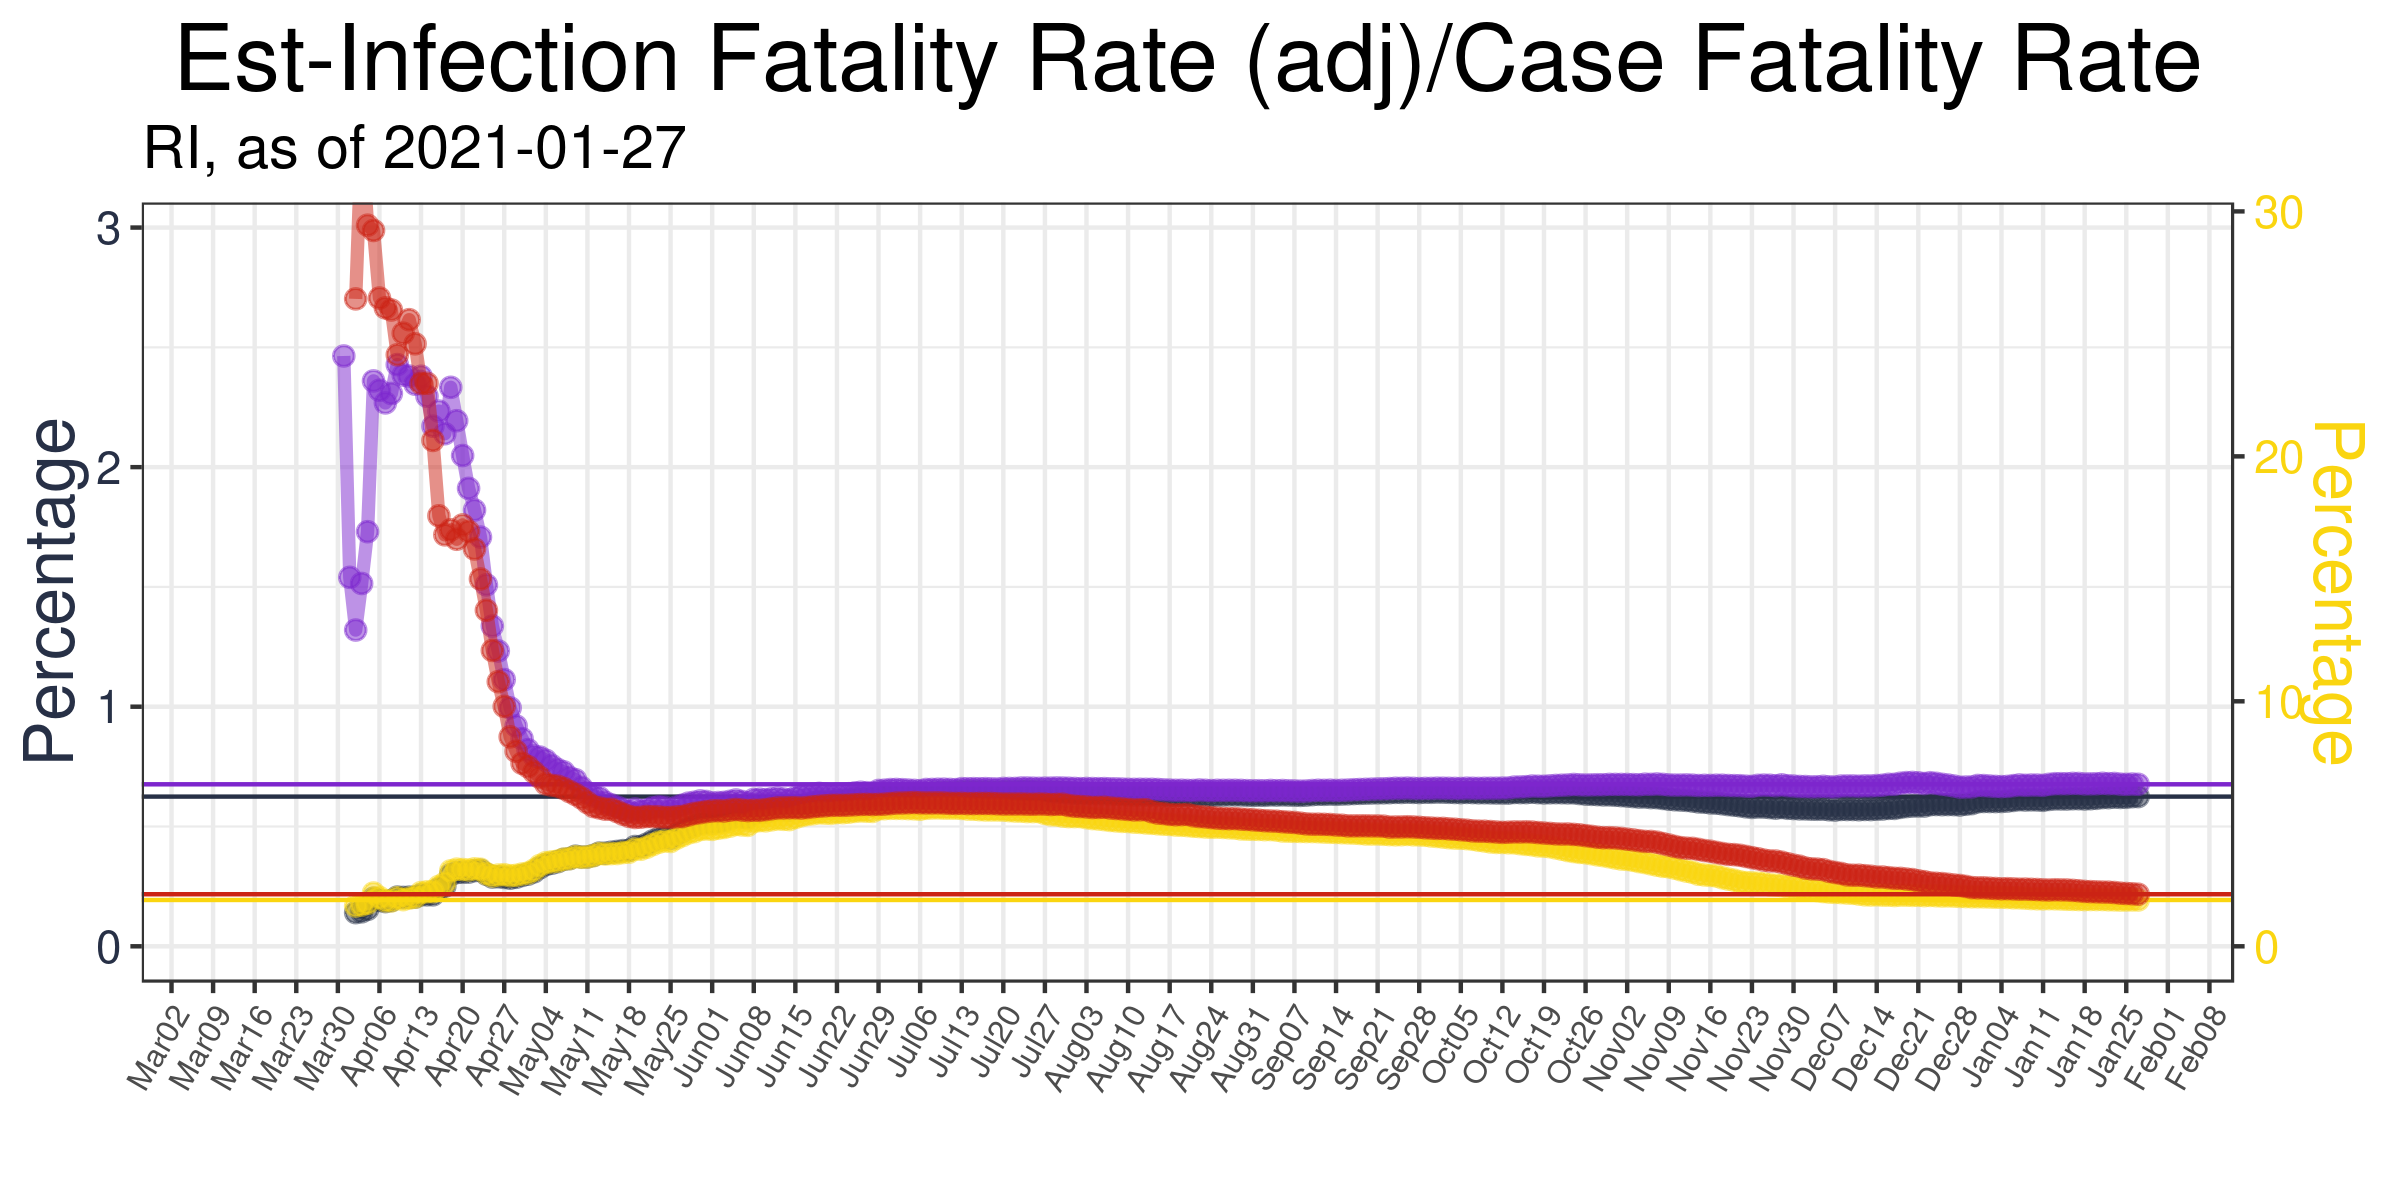 Est-Infection Fatality Rate (adj)/Case Fatality Rate
RI, as of 2021-01-27
Percentage
3
2
1
0
30
20
10
0
Percentage
Mar02
Mar09
Mar16
Mar23
Mar30
Apr06
Apr13
Apr20
Apr27
May04
May11
May18
May25
Jun01
Jun08
Jun15
Jun22
Jun29
Jul06
Jul13
Jul20
Jul27
Aug03
Aug10
Aug17
Aug24
Aug31
Sep07
Sep14
Sep21
Sep28
Oct05
Oct12
Oct19
Oct26
Nov02
Nov09
Nov16
Nov23
Nov30
Dec07
Dec14
Dec21
Dec28
Jan04
Jan11
Jan18
Jan25
Feb01
Feb08